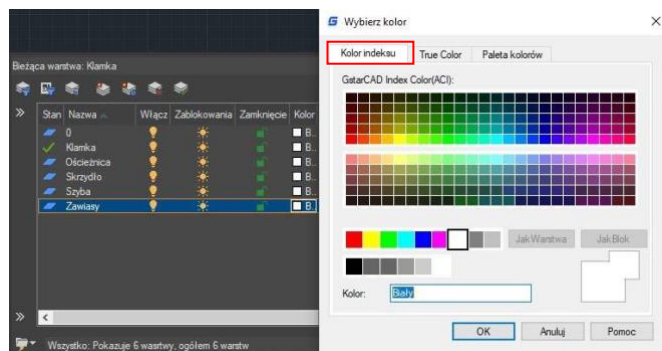 Bieżąca warstwa: Klamka
Stan Nazwa Włącz Zablokowania Zamknięcie Kolor
0 B..
Klamka B..
Ościeżnica B..
Skrzydło B..
Szyba B..
Zawiasy B..
Wszystko: Pokazuje 6 wasrtwy, ogółem 6 warstw
Wybierz kolor
Kolor indeksu True Color Paleta kolorów
GstarCAD Index Color(ACI):
Jak Warstwa Jak Blok
Kolor: Biały
OK Anuluj Pomoc